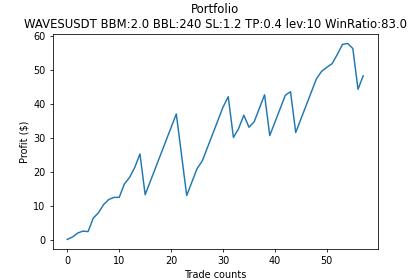 Portfolio
WAVESUSDT BBM:2.0 BBL:240 SL:1.2 TP:0.4 lev:10 WinRatio:83.0
60
50
40
30
20
10
0
Profit ($)
0 10 20 30 40 50
Trade counts